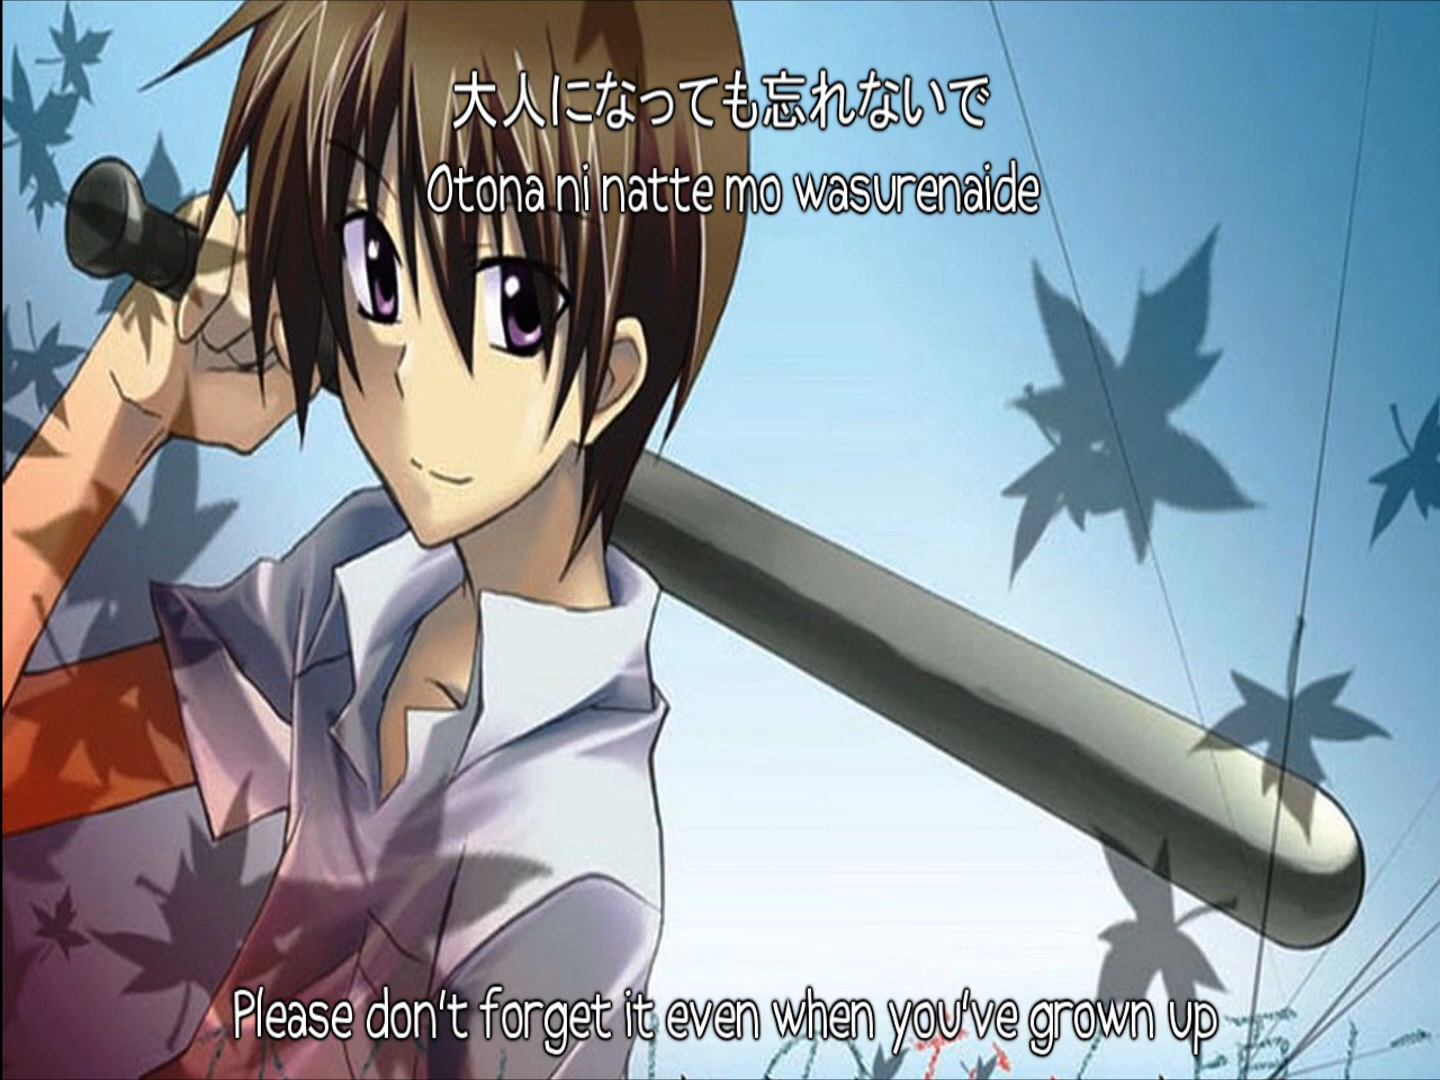 大人になっても忘れないで
Otona ni natte mo wasurenaide
Please don't forget it even when you've grown up